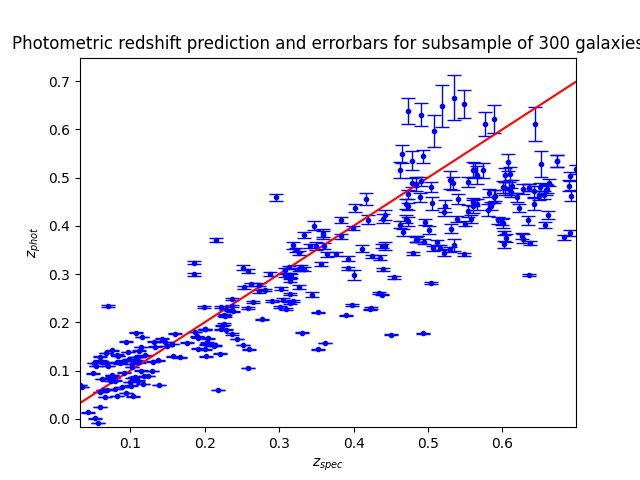 Photometric redshift prediction and errorbars for subsample of 300 galaxies
0.7
0.6
0.5
0.4
0.3
0.2
0.1
0.0
z_phot
0.1 0.2 0.3 0.4 0.5 0.6
z_spec